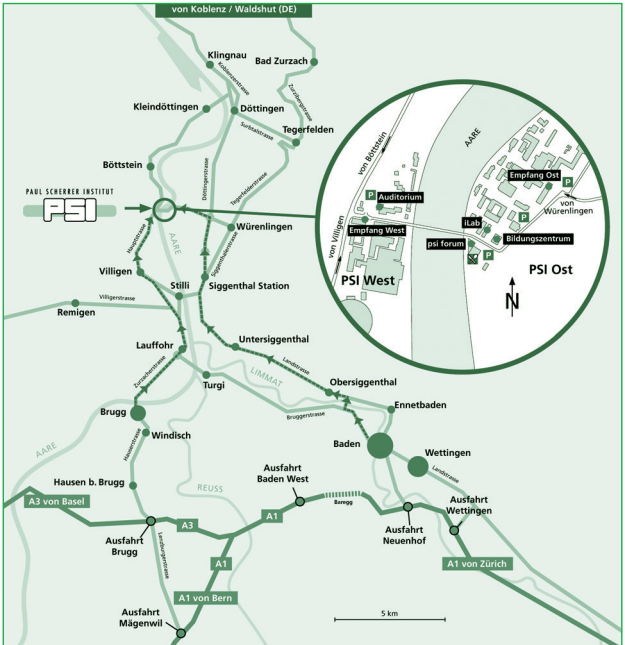 von Koblenz / Waldshut (DE)
Klingnau
Koblenzerstrasse
Bad Zurzach
Zurzibergstrasse
Kleindöttingen
Döttingen
Surbtalstrasse
Tegerfelden
Böttstein
Döttingerstrasse
Tegerfelderstrasse
PAUL SCHERRER INSTITUT
PSI
Hauptstrasse
AARE
Würenlingen
Siggenthalerstrasse
Villigen
Stilli
Siggenthal Station
Villigerstrasse
Remigen
Lauffohr
Untersiggenthal
Landstrasse
LIMMAT
Zurzacherstrasse
Turgi
Obersiggenthal
Bruggerstrasse
Ennetbaden
Brugg
Baden
Windisch
Hauserstrasse
Wettingen
Landstrasse
AARE
REUSS
Hausen b. Brugg
Ausfahrt
Baden West
Baregg
A3 von Basel
A3
A1
Ausfahrt
Brugg
Ausfahrt
Neuenhof
Ausfahrt
Wettingen
Lenzburgerstrasse
A1
A1 von Zürich
A1 von Bern
Ausfahrt
Mägenwil
5 km
von Böttstein
AARE
Empfang Ost
P
P
Auditorium
von
Würenlingen
iLab
P
von Villigen
Empfang West
psi forum
Bildungszentrum
P
PSI West
PSI Ost
N